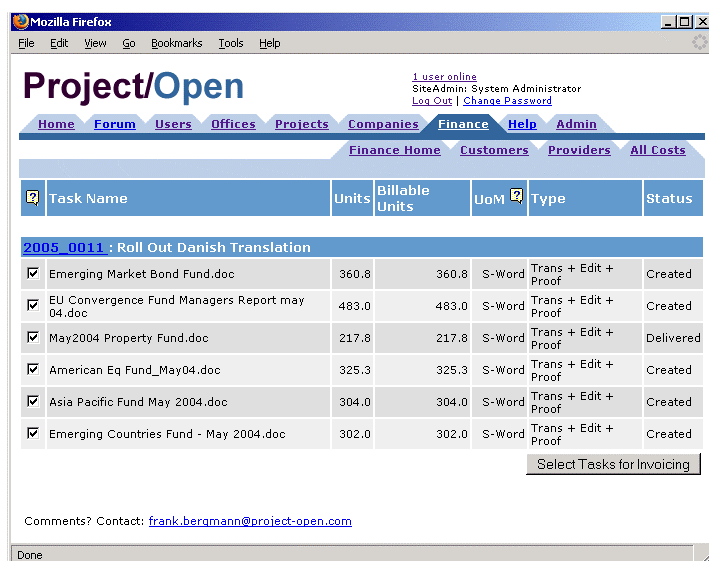 Mozilla Firefox
File Edit View Go Bookmarks Tools Help
Project/Open
1 user online
SiteAdmin: System Administrator
Log Out | Change Password
Home Forum Users Offices Projects Companies Finance Help Admin
Finance Home Customers Providers All Costs
? Task Name Units Billable Units UoM ? Type Status
2005_0011 : Roll Out Danish Translation
Emerging Market Bond Fund.doc 360.8 360.8 S-Word Trans + Edit + Proof Created
EU Convergence Fund Managers Report may 04.doc 483.0 483.0 S-Word Trans + Edit + Proof Created
May2004 Property Fund.doc 217.8 217.8 S-Word Trans + Edit + Proof Delivered
American Eq Fund_May04.doc 325.3 325.3 S-Word Trans + Edit + Proof Created
Asia Pacific Fund May 2004.doc 304.0 304.0 S-Word Trans + Edit + Proof Created
Emerging Countries Fund - May 2004.doc 302.0 302.0 S-Word Trans + Edit + Proof Created
Select Tasks for Invoicing
Comments? Contact: frank.bergmann@project-open.com
Done